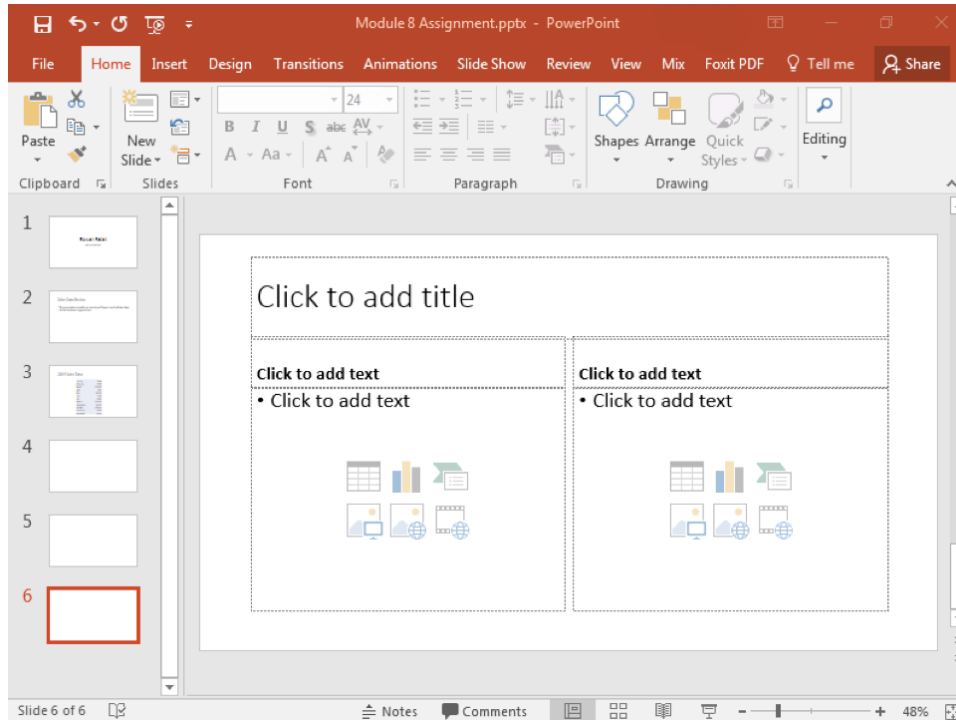 Module 8 Assignment.pptx - PowerPoint
File Home Insert Design Transitions Animations Slide Show Review View Mix Foxit PDF Tell me Share
24
B I U S abc AV
A Aa A A
Paste
New Slide
Shapes Arrange Quick Styles
Editing
Clipboard Slides Font Paragraph Drawing
1
2
3
4
5
6
Click to add title
Click to add text
• Click to add text
Click to add text
• Click to add text
Slide 6 of 6 Notes Comments 48%